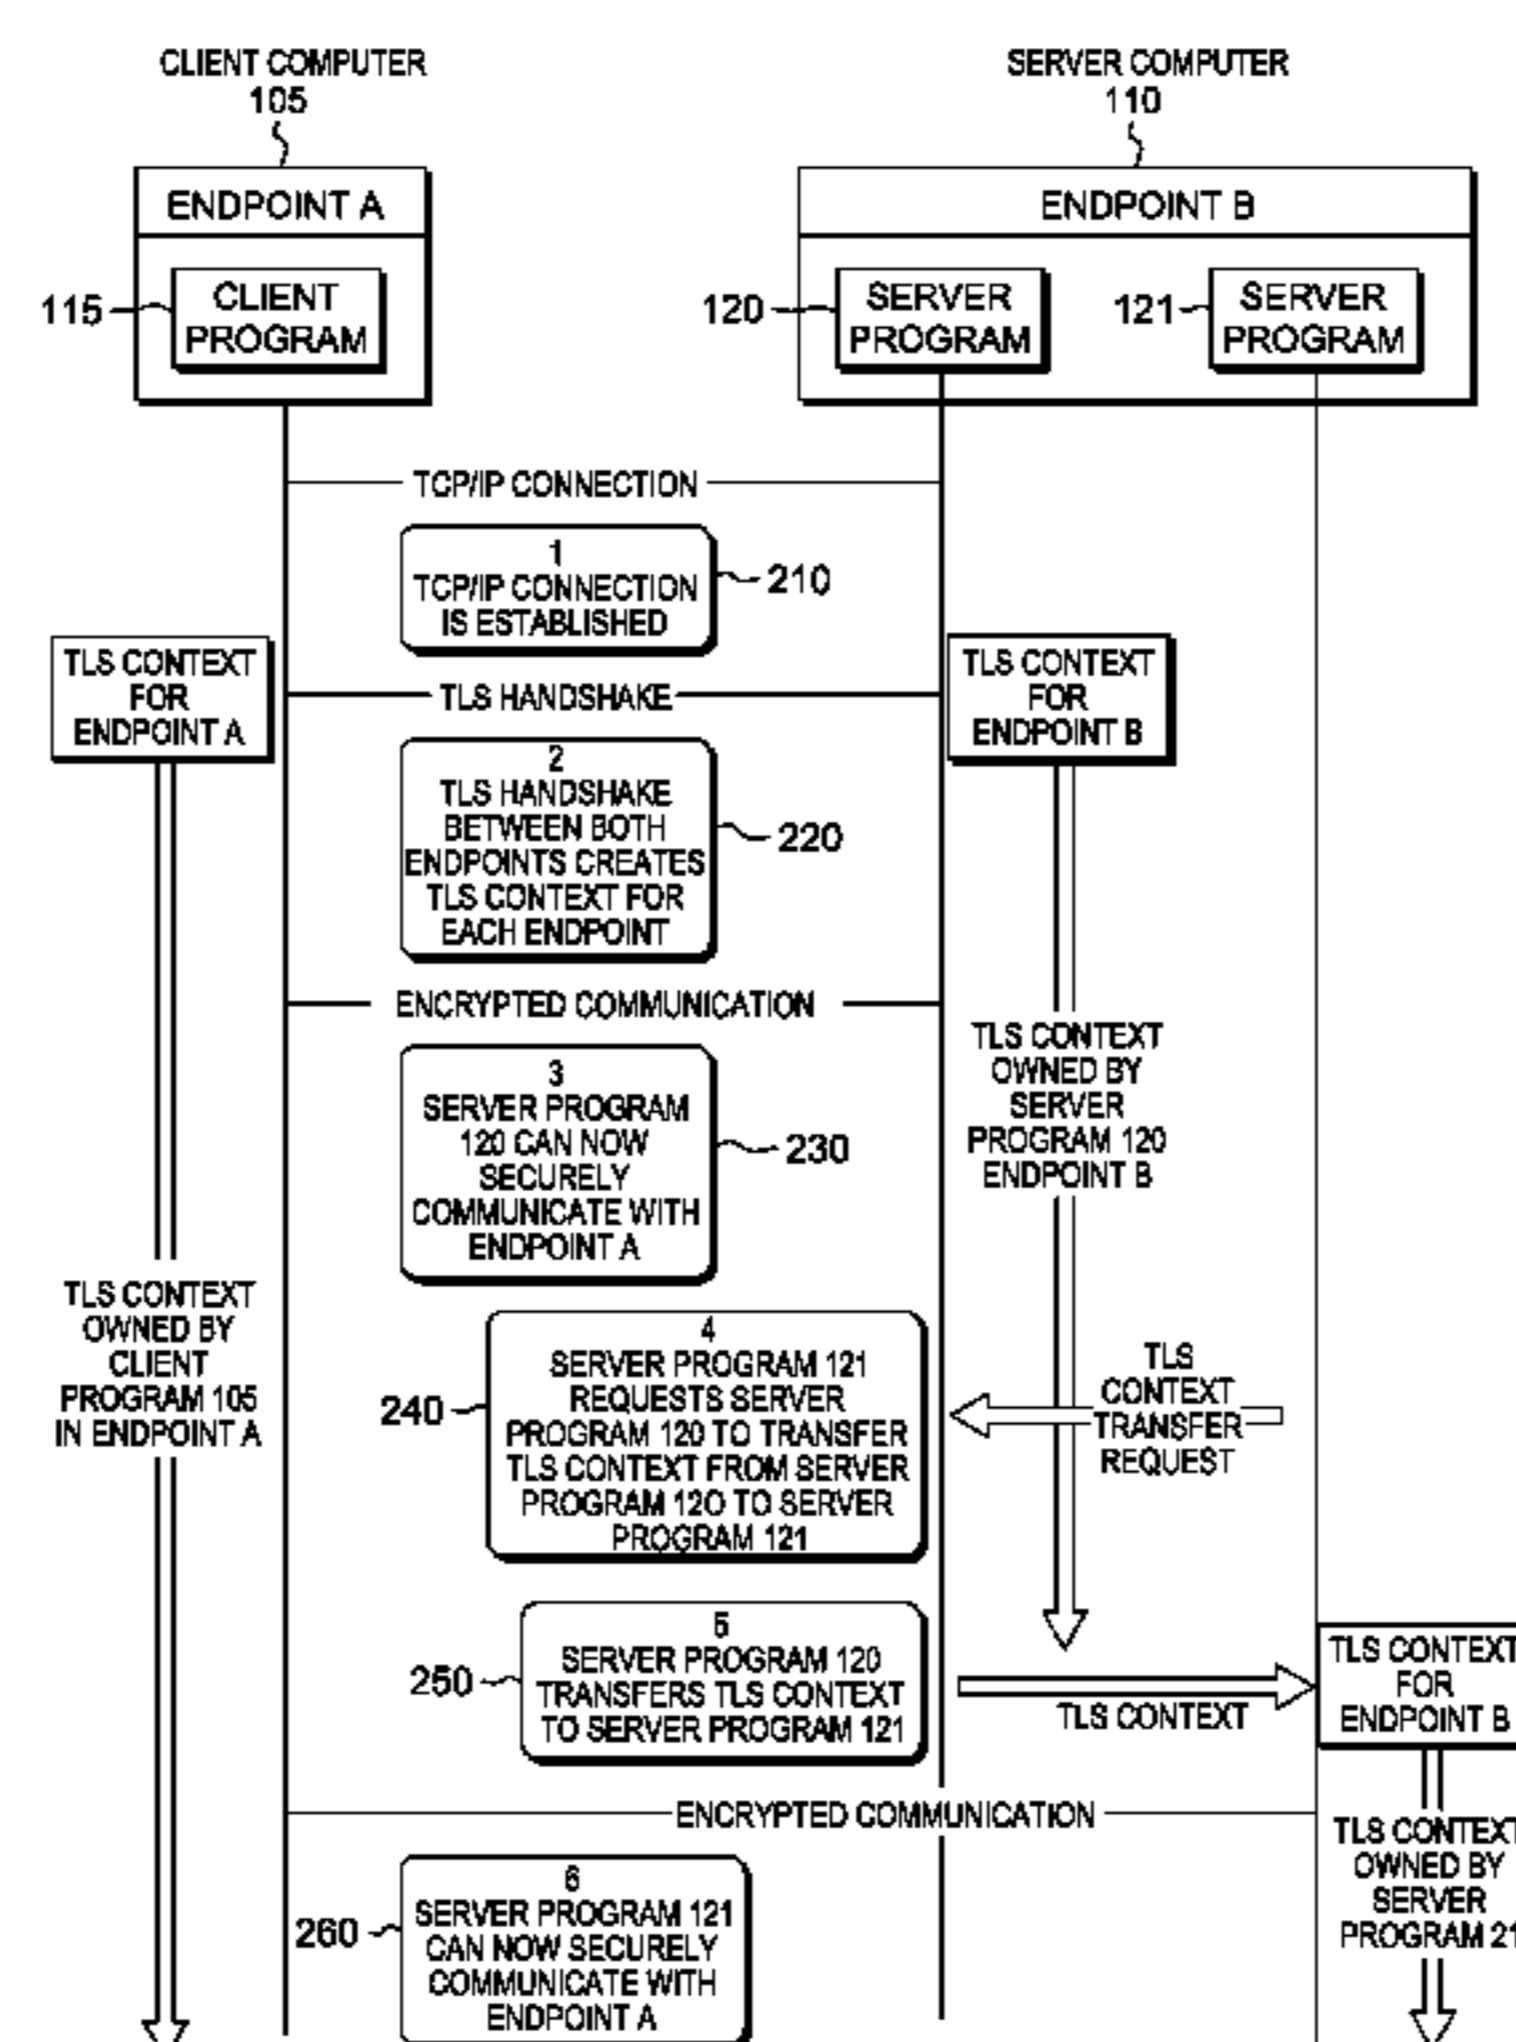 CLIENT COMPUTER
105
SERVER COMPUTER
110
ENDPOINT A
ENDPOINT B
115
CLIENT
PROGRAM
120
SERVER
PROGRAM
121
SERVER
PROGRAM
TCP/IP CONNECTION
1
TCP/IP CONNECTION
IS ESTABLISHED
210
TLS CONTEXT
FOR
ENDPOINT A
TLS HANDSHAKE
TLS CONTEXT
FOR
ENDPOINT B
2
TLS HANDSHAKE
BETWEEN BOTH
ENDPOINTS CREATES
TLS CONTEXT FOR
EACH ENDPOINT
220
ENCRYPTED COMMUNICATION
3
SERVER PROGRAM
120 CAN NOW
SECURELY
COMMUNICATE WITH
ENDPOINT A
230
TLS CONTEXT
OWNED BY
SERVER
PROGRAM 120
ENDPOINT B
TLS CONTEXT
OWNED BY
CLIENT
PROGRAM 105
IN ENDPOINT A
240
4
SERVER PROGRAM 121
REQUESTS SERVER
PROGRAM 120 TO TRANSFER
TLS CONTEXT FROM SERVER
PROGRAM 12O TO SERVER
PROGRAM 121
TLS
CONTEXT
TRANSFER
REQUEST
250
5
SERVER PROGRAM 120
TRANSFERS TLS CONTEXT
TO SERVER PROGRAM 121
TLS CONTEXT
TLS CONTEXT
FOR
ENDPOINT B
ENCRYPTED COMMUNICATION
TLS CONTEXT
OWNED BY
SERVER
PROGRAM 21
260
6
SERVER PROGRAM 121
CAN NOW SECURELY
COMMUNICATE WITH
ENDPOINT A